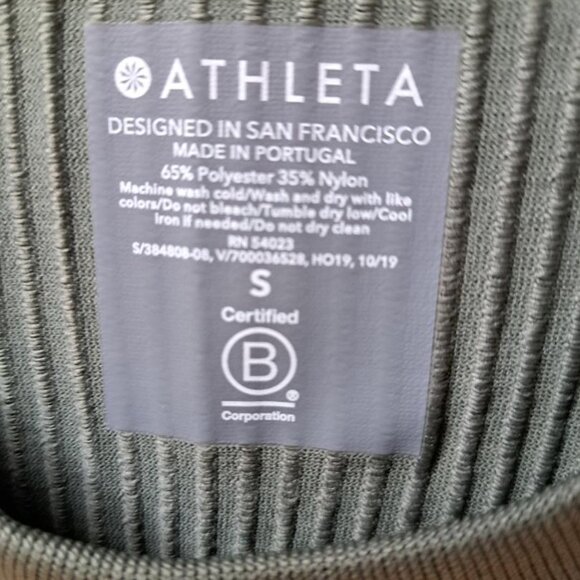 ATHLETA
DESIGNED IN SAN FRANCISCO
MADE IN PORTUGAL
65% Polyester 35% Nylon
Machine wash cold/Wash and dry with like
colors/Do not bleach/Tumble dry low/Cool
Iron if needed/Do not dry clean
RN 54023
S/384808-08, V/700036528, HO19, 10/19
S
Certified
B
®
Corporation